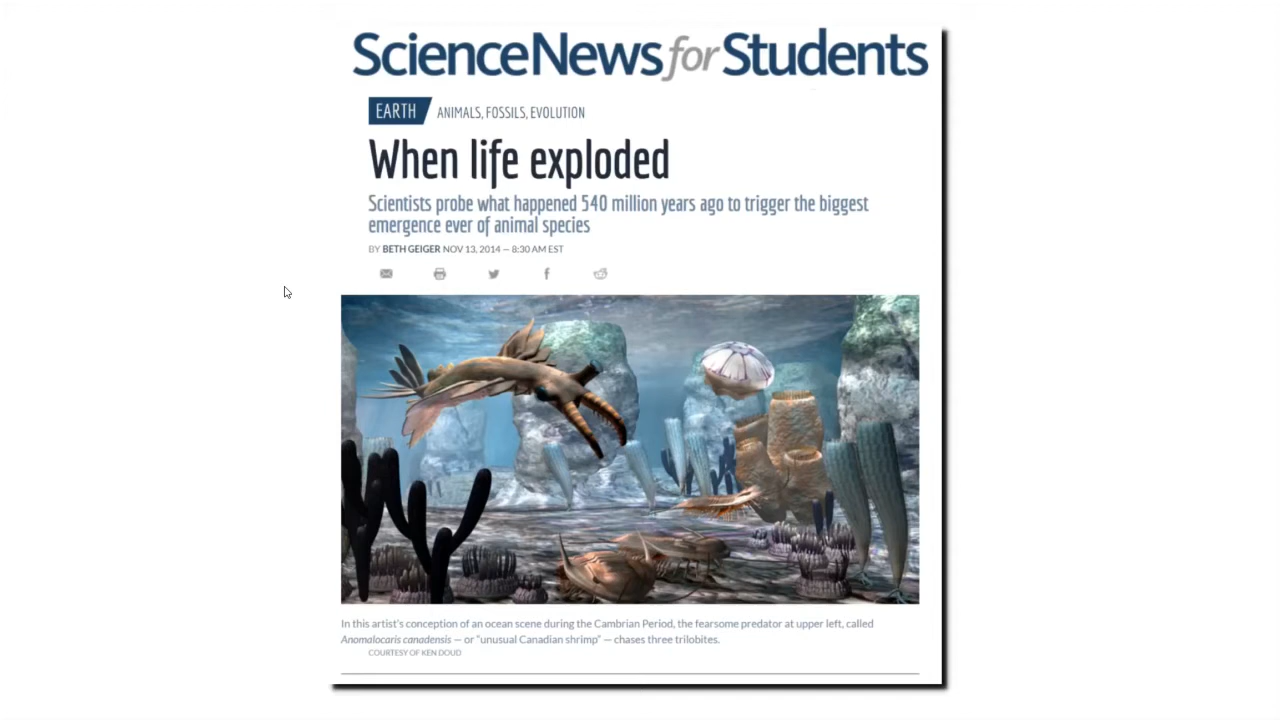 ScienceNews for Students
EARTH ANIMALS, FOSSILS, EVOLUTION
When life exploded
Scientists probe what happened 540 million years ago to trigger the biggest
emergence ever of animal species
BY BETH GEIGER NOV 13, 2014 — 8:30 AM EST
In this artist's conception of an ocean scene during the Cambrian Period, the fearsome predator at upper left, called
Anomalocaris canadensis — or "unusual Canadian shrimp" — chases three trilobites.
COURTESY OF KEN DOUD